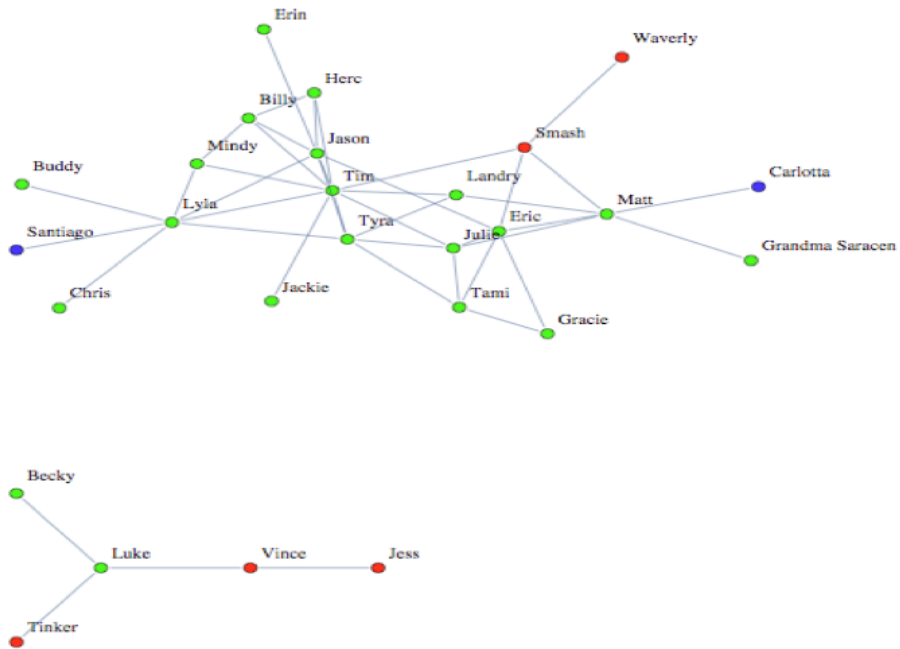 Erin
Waverly
Herc
Billy
Smash
Jason
Mindy
Buddy
Tim
Carlotta
Landry
Matt
Lyla
Eric
Tyra
Santiago
Julie
Grandma Saracen
Jackie
Chris
Tami
Gracie
Becky
Luke
Vince
Jess
Tinker